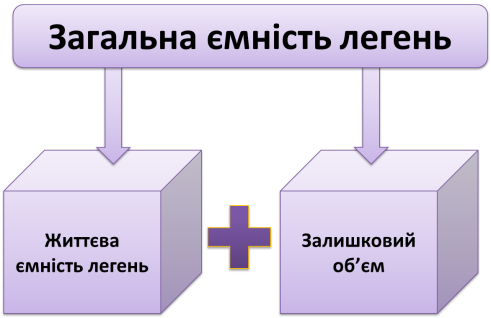 Загальна ємність легень
Життєва
ємність легень
Залишковий
об’єм